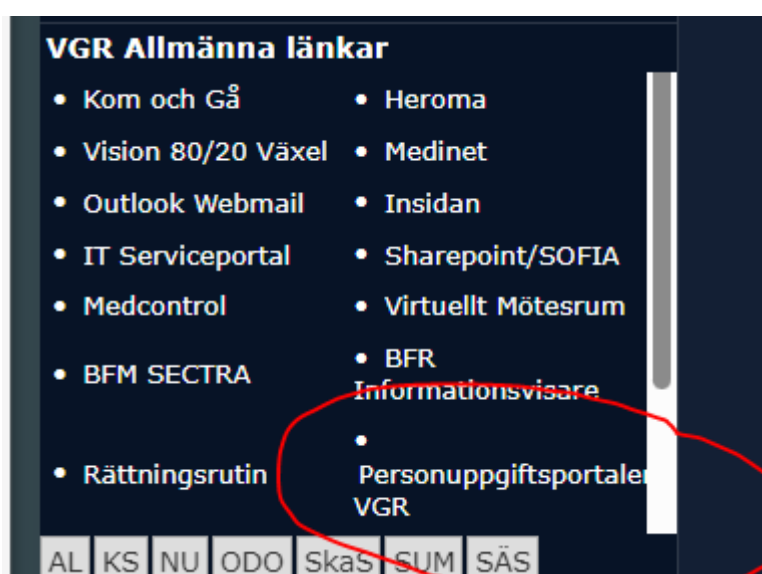 VGR Allmänna länkar
• Kom och Gå • Heroma
• Vision 80/20 Växel • Medinet
• Outlook Webmail • Insidan
• IT Serviceportal • Sharepoint/SOFIA
• Medcontrol • Virtuellt Mötesrum
• BFM SECTRA • BFR
Informationsvisare
• Rättningsrutin •
Personuppgiftsportalen
VGR
AL KS NU ODO SkaS SUM SÄS